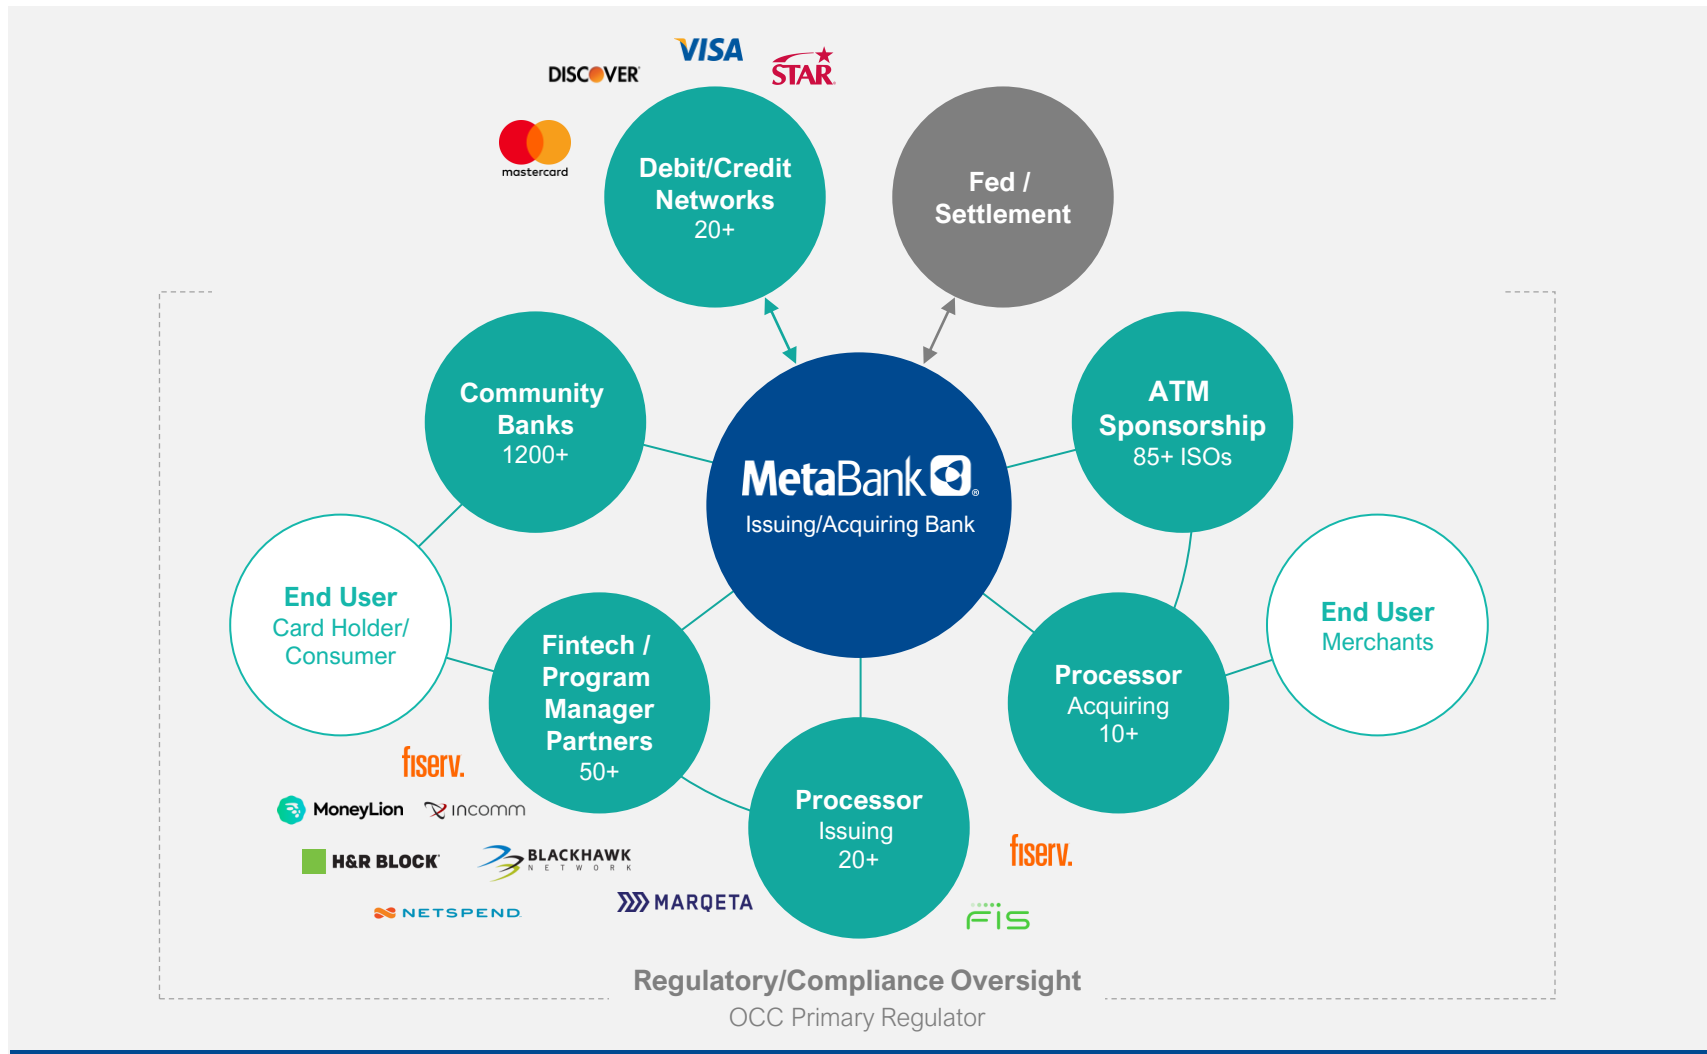 VISA
DISCOVER
STAR
mastercard
Debit/Credit
Networks
20+
Fed /
Settlement
Community
Banks
1200+
ATM
Sponsorship
85+ ISOs
MetaBank®
Issuing/Acquiring Bank
End User
Card Holder/
Consumer
End User
Merchants
Fintech /
Program
Manager
Partners
50+
Processor
Acquiring
10+
fiserv.
MoneyLion
incomm
Processor
Issuing
20+
fiserv.
H&R BLOCK
BLACKHAWK
NETWORK
MARQETA
NETSPEND
FIS
Regulatory/Compliance Oversight
OCC Primary Regulator